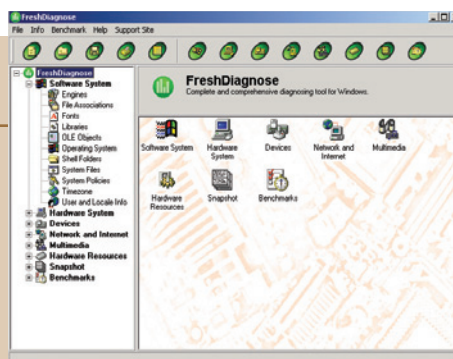 FreshDiagnose
File Info Benchmark Help Support Site
FreshDiagnose
Software System
Engines
File Associations
Fonts
Libraries
OLE Objects
Operating System
Shell Folders
System Files
System Policies
Timezone
User and Locale Info
Hardware System
Devices
Network and Internet
Multimedia
Hardware Resources
Snapshot
Benchmarks
FreshDiagnose
Complete and comprehensive diagnosing tool for Windows.
Software System
Hardware System
Devices
Network and Internet
Multimedia
Hardware Resources
Snapshot
Benchmarks